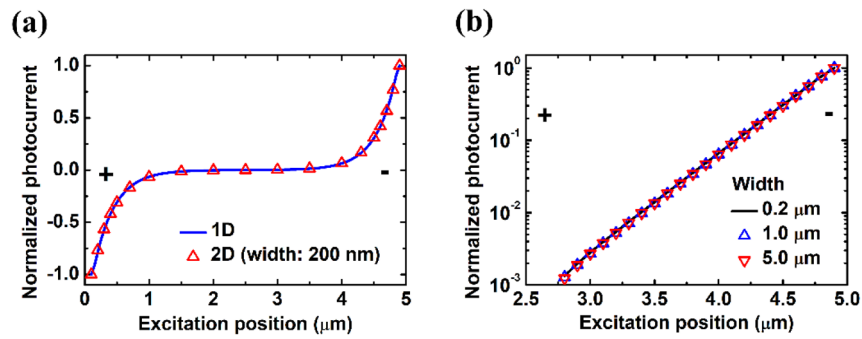 (a)
Normalized photocurrent
1.0
0.5
0.0
-0.5
-1.0
+
-
1D
2D (width: 200 nm)
0 1 2 3 4 5
Excitation position (μm)
(b)
Normalized photocurrent
10⁰
10⁻¹
10⁻²
10⁻³
+
-
Width
0.2 μm
1.0 μm
5.0 μm
2.5 3.0 3.5 4.0 4.5 5.0
Excitation position (μm)